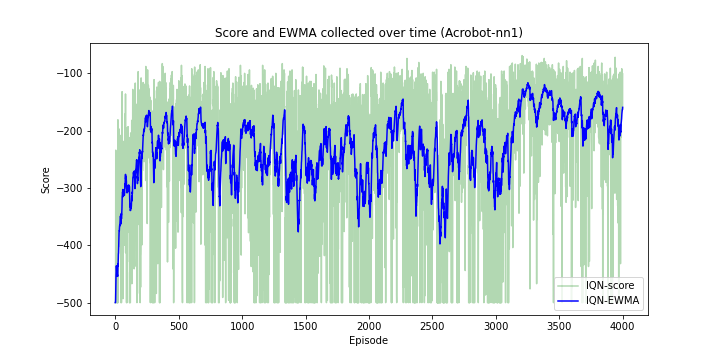 Score and EWMA collected over time (Acrobot-nn1)
Score
−100
−200
−300
−400
−500
0 500 1000 1500 2000 2500 3000 3500 4000
Episode
IQN-score
IQN-EWMA